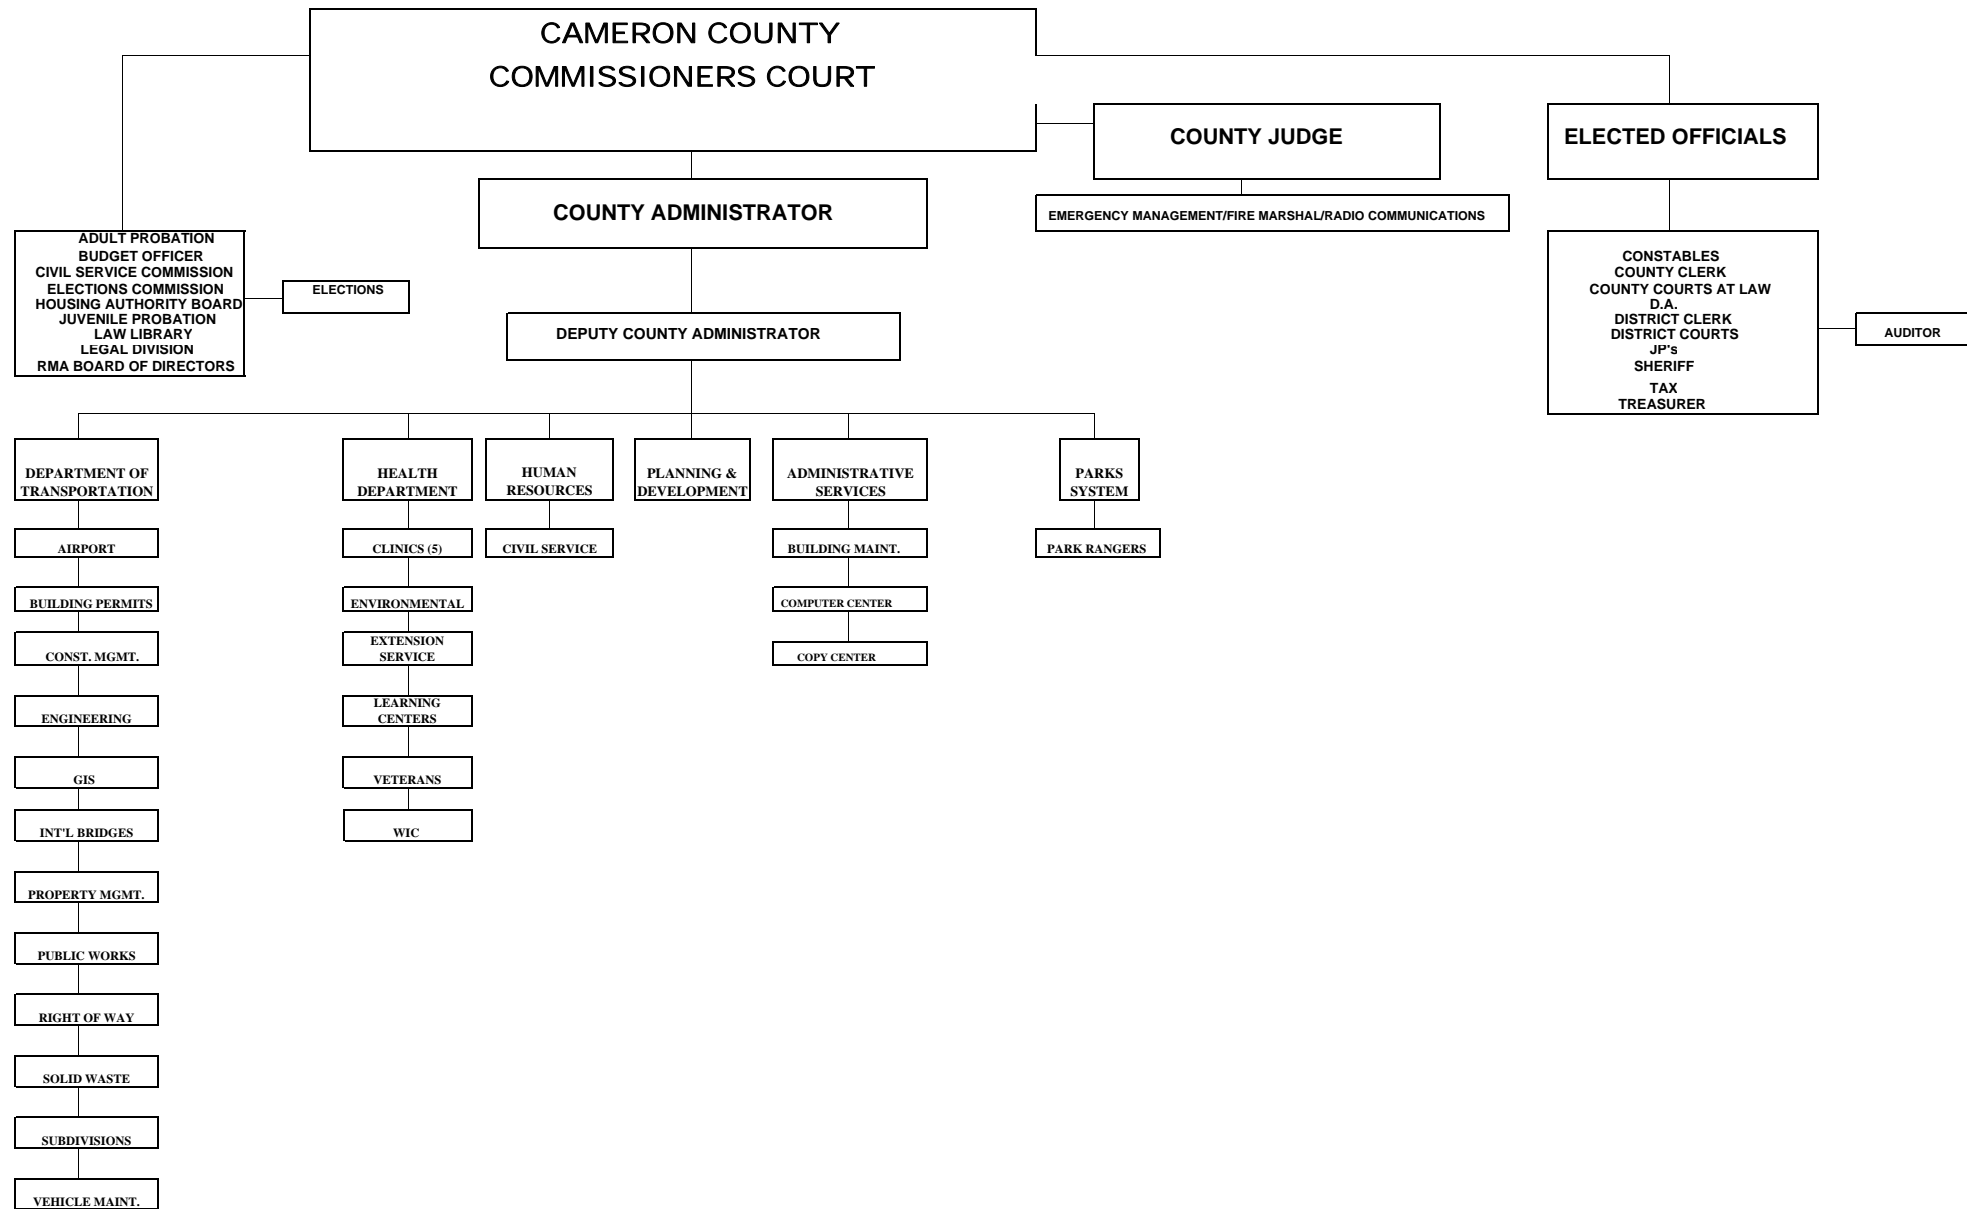 CAMERON COUNTY
COMMISSIONERS COURT
COUNTY JUDGE
ELECTED OFFICIALS
COUNTY ADMINISTRATOR
EMERGENCY MANAGEMENT/FIRE MARSHAL/RADIO COMMUNICATIONS
ADULT PROBATION
BUDGET OFFICER
CIVIL SERVICE COMMISSION
ELECTIONS COMMISSION
HOUSING AUTHORITY BOARD
JUVENILE PROBATION
LAW LIBRARY
LEGAL DIVISION
RMA BOARD OF DIRECTORS
ELECTIONS
CONSTABLES
COUNTY CLERK
COUNTY COURTS AT LAW
D.A.
DISTRICT CLERK
DISTRICT COURTS
JP's
SHERIFF
TAX
TREASURER
AUDITOR
DEPUTY COUNTY ADMINISTRATOR
DEPARTMENT OF
TRANSPORTATION
AIRPORT
BUILDING PERMITS
CONST. MGMT.
ENGINEERING
GIS
INT'L BRIDGES
PROPERTY MGMT.
PUBLIC WORKS
RIGHT OF WAY
SOLID WASTE
SUBDIVISIONS
VEHICLE MAINT.
HEALTH
DEPARTMENT
CLINICS (5)
ENVIRONMENTAL
EXTENSION
SERVICE
LEARNING
CENTERS
VETERANS
WIC
HUMAN
RESOURCES
CIVIL SERVICE
PLANNING &
DEVELOPMENT
ADMINISTRATIVE
SERVICES
BUILDING MAINT.
COMPUTER CENTER
COPY CENTER
PARKS
SYSTEM
PARK RANGERS